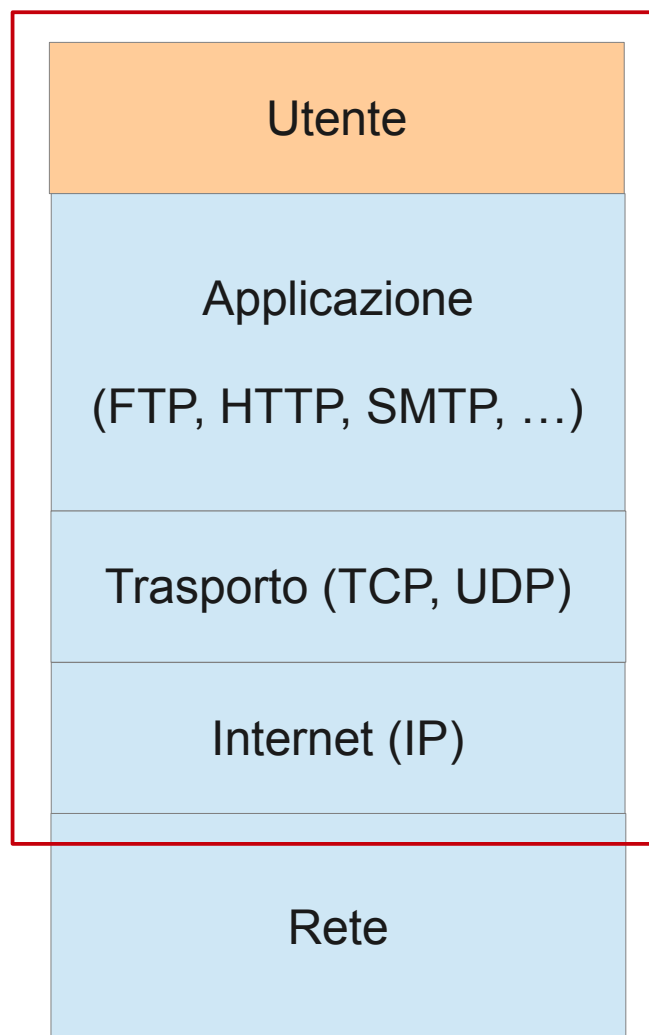 Utente
Applicazione
(FTP, HTTP, SMTP, …)
Trasporto (TCP, UDP)
Internet (IP)
Rete